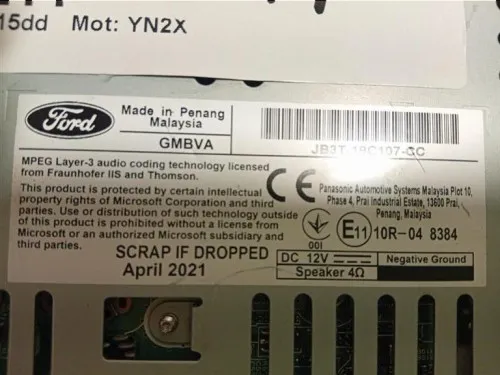 15dd Mot: YN2X
Ford
Made in Penang
Malaysia
GMBVA
JB3T-18C107-CC
MPEG Layer-3 audio coding technology licensed
from Fraunhofer IIS and Thomson.
This product is protected by certain intellectual
property rights of Microsoft Corporation and third
parties. Use or distribution of such technology outside
of this product is prohibited without a license from
Microsoft or an authorized Microsoft subsidiary and
third parties.
CE
Panasonic Automotive Systems Malaysia Plot 10,
Phase 4, Prai Industrial Estate, 13600 Prai,
Penang, Malaysia
001
E11 10R-04 8384
SCRAP IF DROPPED
April 2021
DC 12V
Negative Ground
Speaker 4Ω